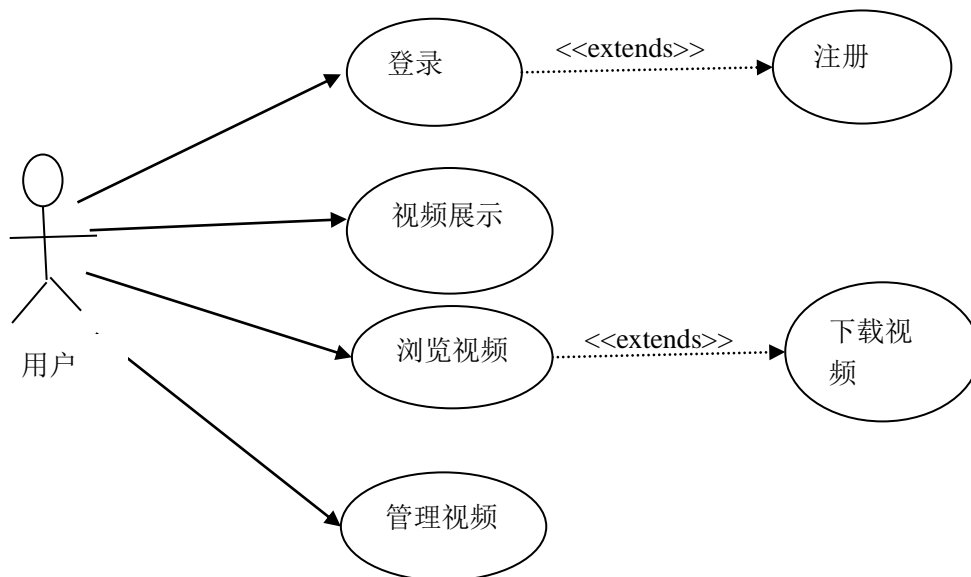 登录
<<extends>>
注册
视频展示
浏览视频
<<extends>>
下载视
频
用户
管理视频